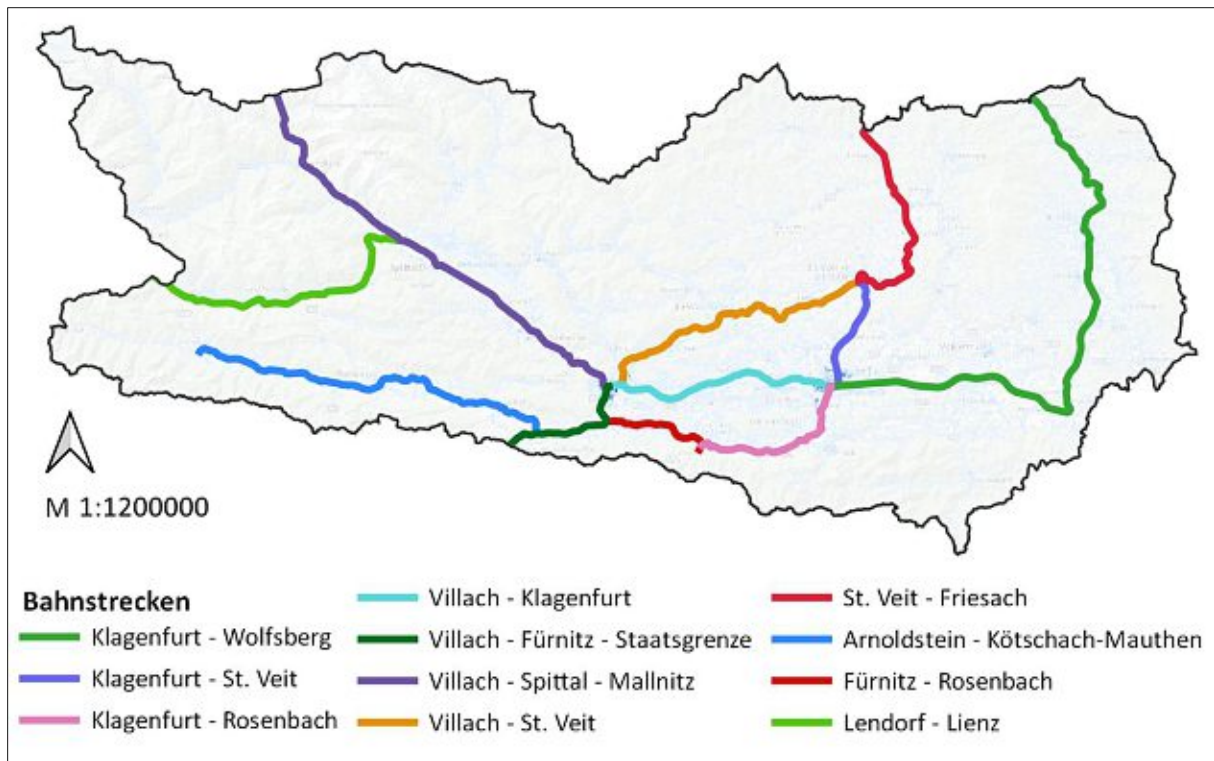 M 1:1200000
Bahnstrecken
Klagenfurt - Wolfsberg
Klagenfurt - St. Veit
Klagenfurt - Rosenbach
Villach - Klagenfurt
Villach - Fürnitz - Staatsgrenze
Villach - Spittal - Mallnitz
Villach - St. Veit
St. Veit - Friesach
Arnoldstein - Kötschach-Mauthen
Fürnitz - Rosenbach
Lendorf - Lienz